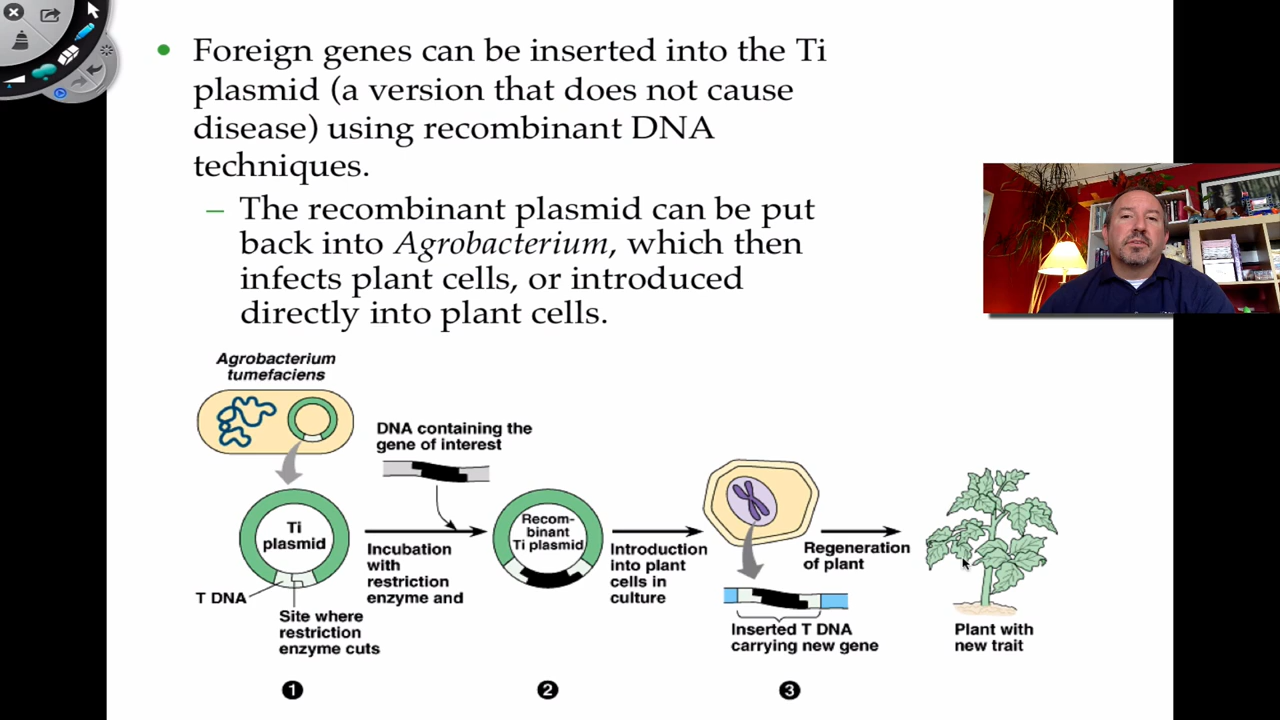 • Foreign genes can be inserted into the Ti
plasmid (a version that does not cause
disease) using recombinant DNA
techniques.
– The recombinant plasmid can be put
back into Agrobacterium, which then
infects plant cells, or introduced
directly into plant cells.
Agrobacterium
tumefaciens
DNA containing the
gene of interest
Ti
plasmid
T DNA
Site where
restriction
enzyme cuts
Incubation
with
restriction
enzyme and
Recom-
binant
Ti plasmid
Introduction
into plant
cells in
culture
Inserted T DNA
carrying new gene
Regeneration
of plant
Plant with
new trait
1
2
3